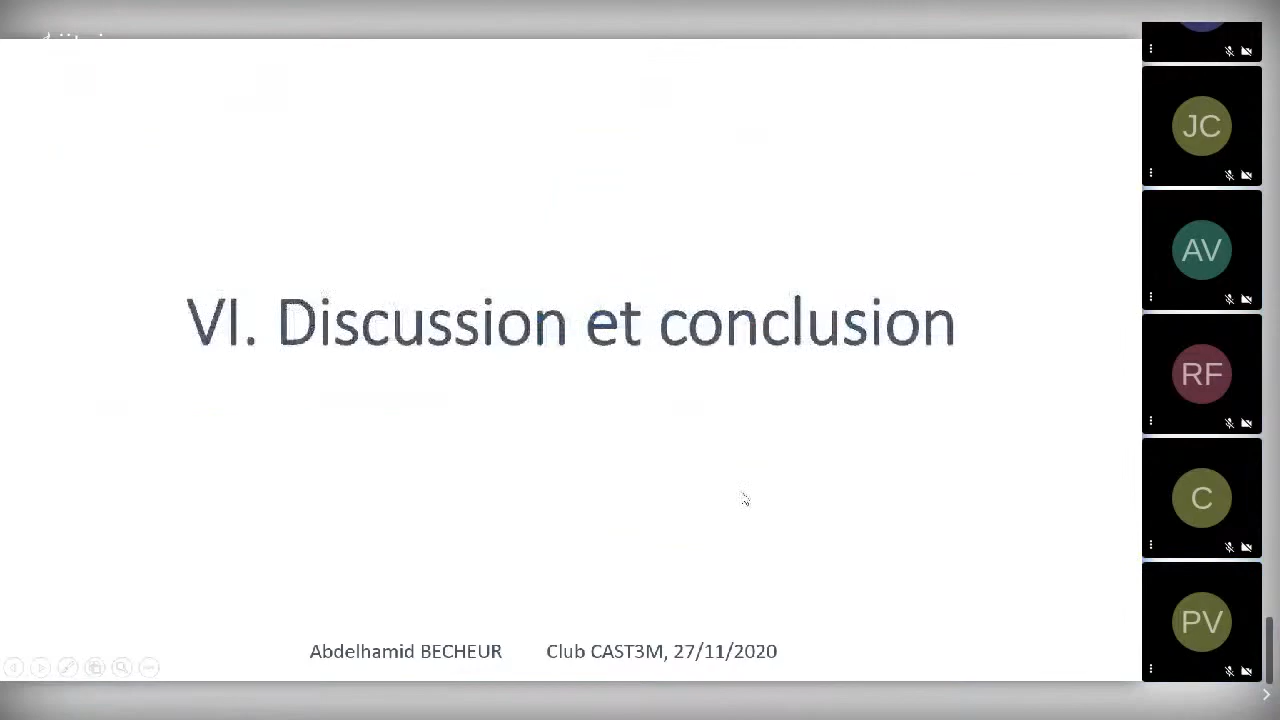 VI. Discussion et conclusion
Abdelhamid BECHEUR Club CAST3M, 27/11/2020
JC
AV
RF
C
PV